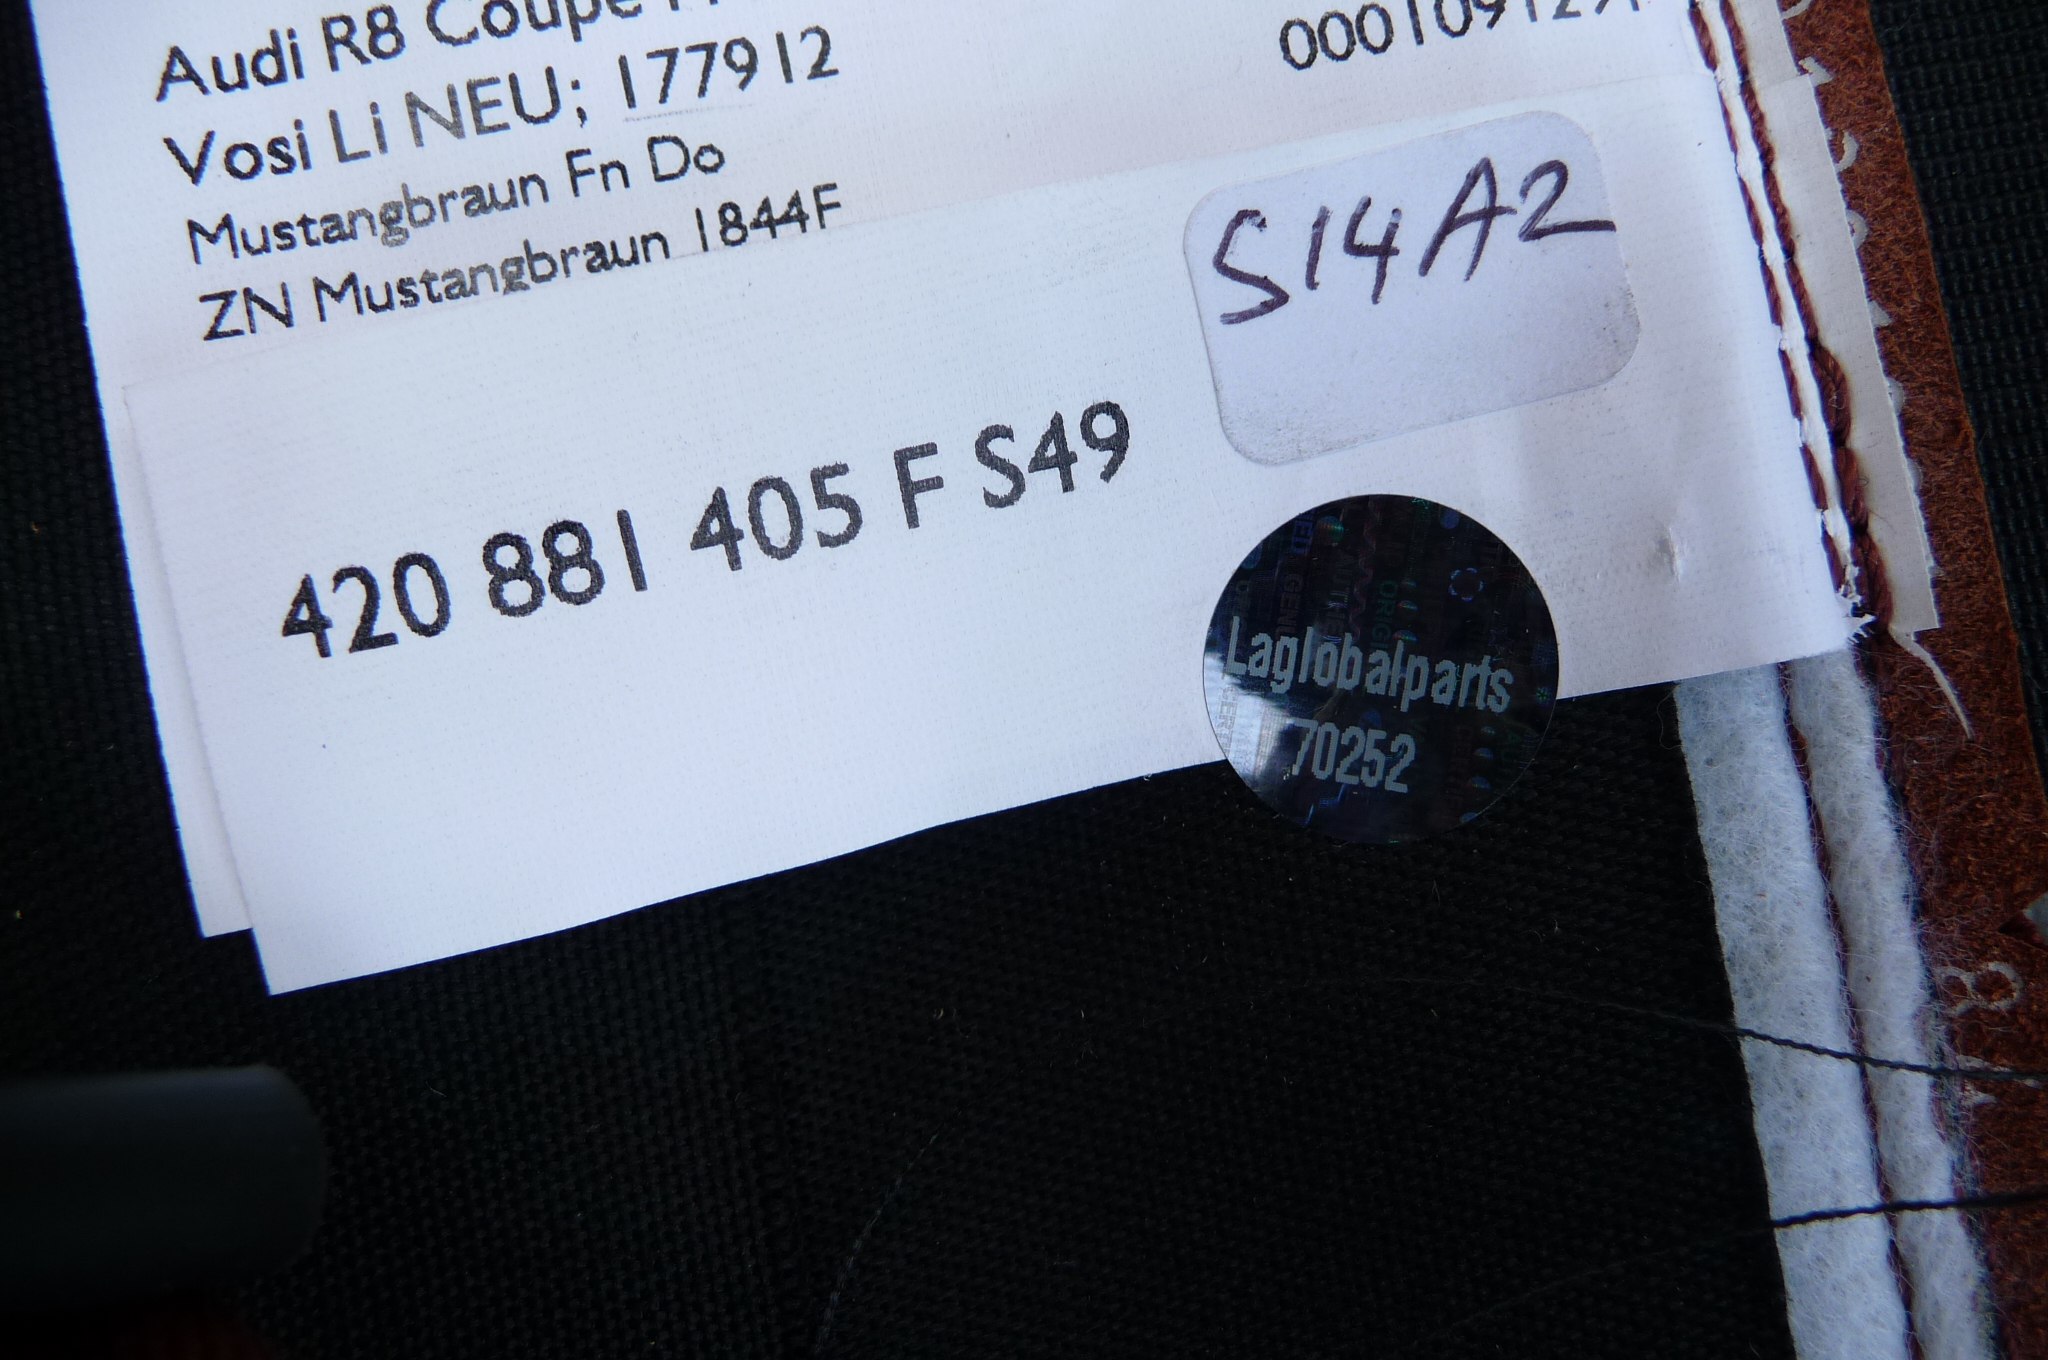 Audi R8 Coupe
Vosi Li NEU; 177912
Mustangbraun Fn Do
ZN Mustangbraun 1844F
S14A2
420 881 405 F S49
Laglobalparts
70252
8